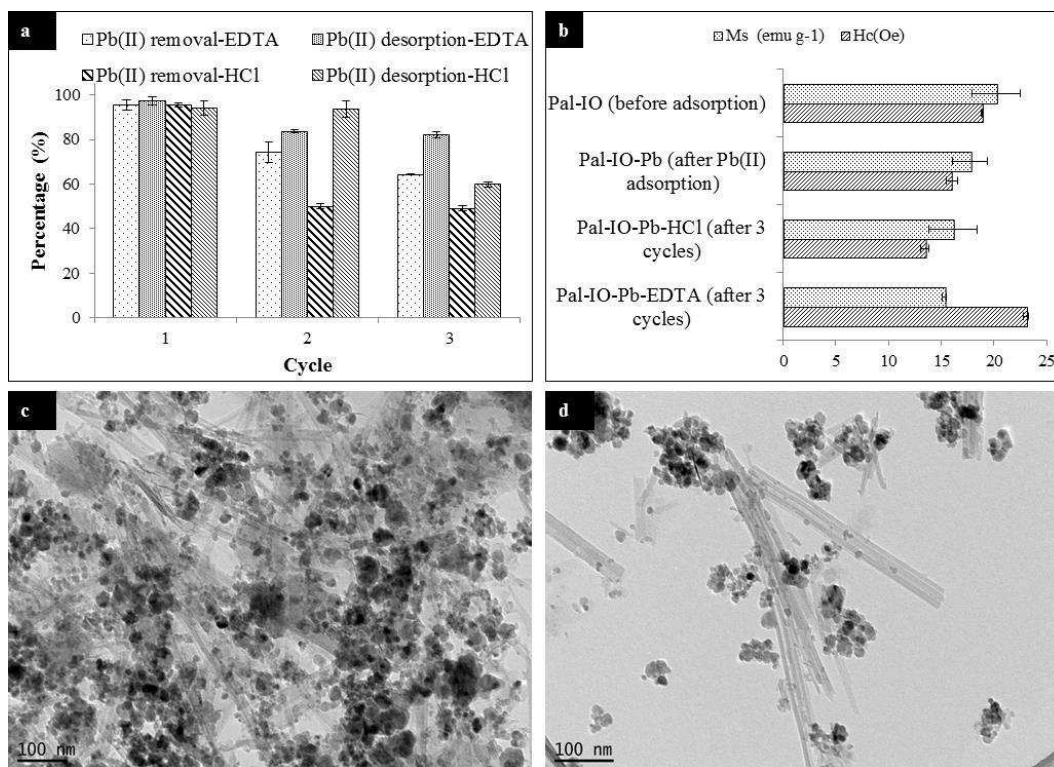 a
Pb(II) removal-EDTA
Pb(II) desorption-EDTA
Pb(II) removal-HCl
Pb(II) desorption-HCl
100
80
60
40
20
0
Percentage (%)
1 2 3
Cycle
b
Ms (emu g-1) Hc(Oe)
Pal-IO (before adsorption)
Pal-IO-Pb (after Pb(II)
adsorption)
Pal-IO-Pb-HCl (after 3
cycles)
Pal-IO-Pb-EDTA (after 3
cycles)
0 5 10 15 20 25
c
100 nm
d
100 nm